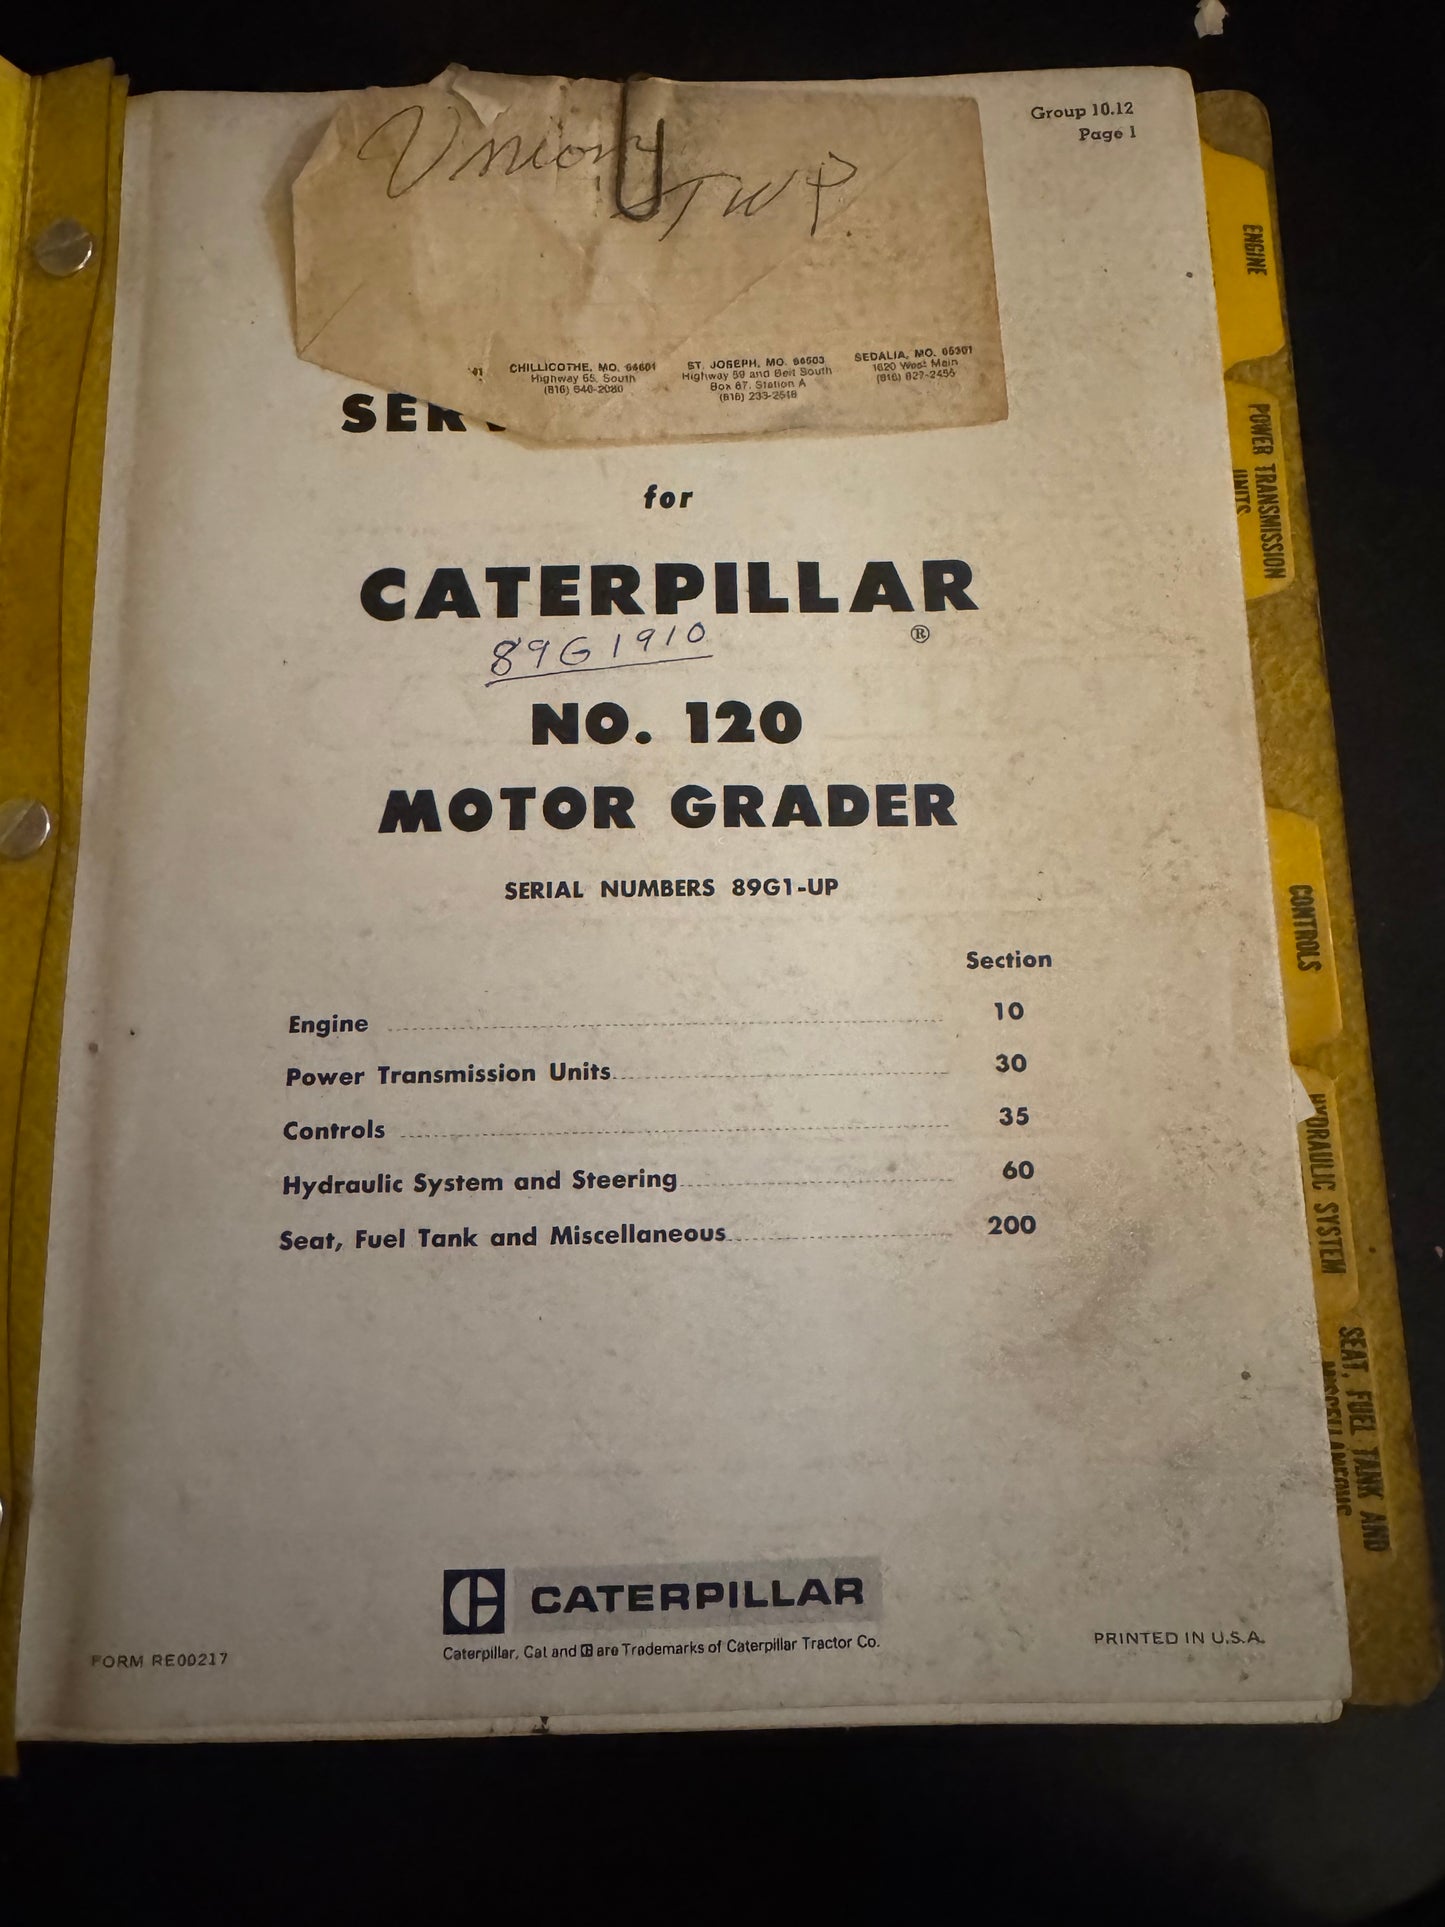 Group 10.12
Page 1
Union
TWP
CHILLICOTHE, MO. 64601
Highway 65, South
(816) 646-2080
ST. JOSEPH, MO. 64503
Highway 59 and Belt South
Box 87, Station A
(816) 233-2518
SEDALIA, MO. 65301
1620 West Main
(816) 827-2455
SER
for
CATERPILLAR
®
89G1910
NO. 120
MOTOR GRADER
SERIAL NUMBERS 89G1-UP
Section
Engine 10
Power Transmission Units 30
Controls 35
Hydraulic System and Steering 60
Seat, Fuel Tank and Miscellaneous 200
CATERPILLAR
Caterpillar, Cat and are Trademarks of Caterpillar Tractor Co.
FORM RE00217
PRINTED IN U.S.A.
ENGINE
POWER TRANSMISSION
UNITS
CONTROLS
HYDRAULIC SYSTEM
SEAT, FUEL TANK AND
MISCELLANEOUS